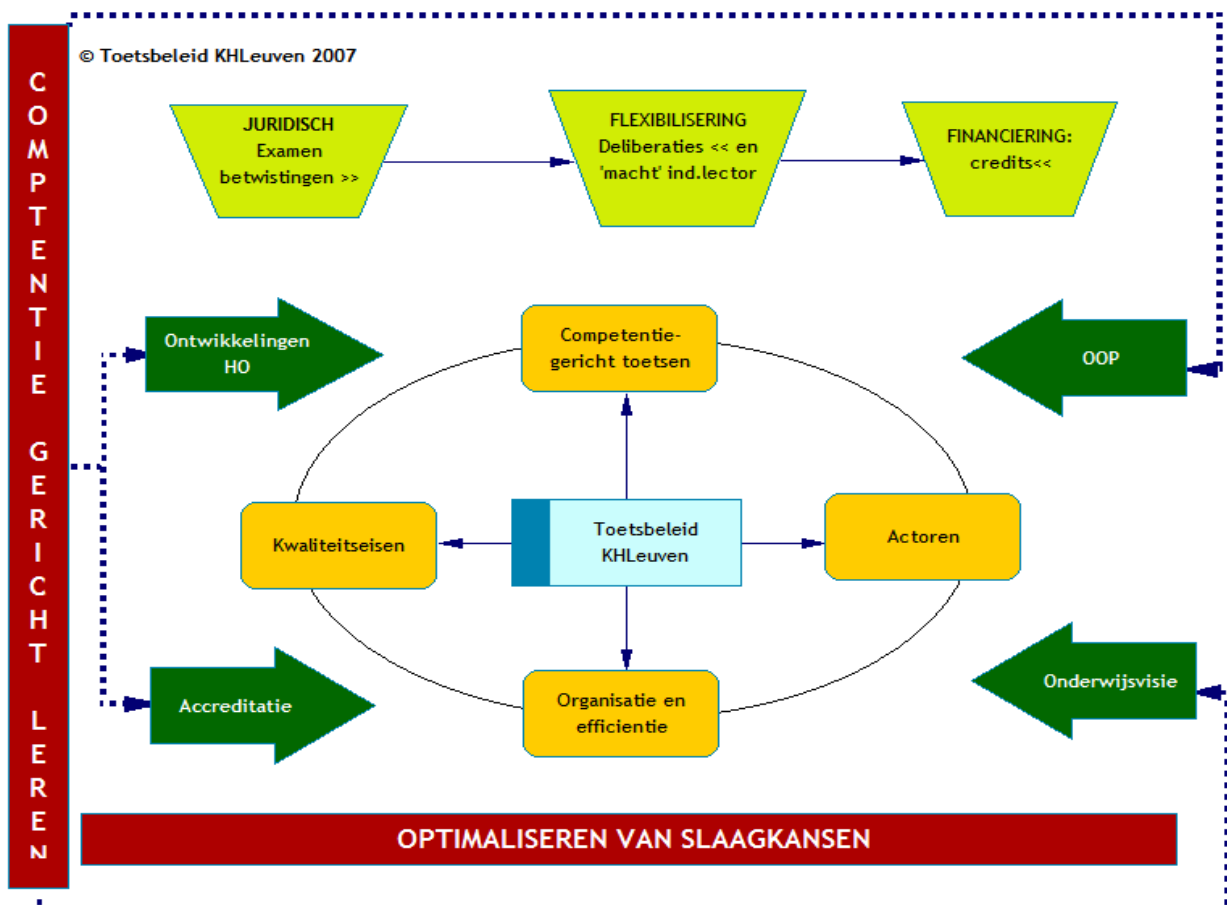 © Toetsbeleid KHLeuven 2007
COMPTENTIE GERICHT LEREN
JURIDISCH
Examen
betwistingen >>
FLEXIBILISERING
Deliberaties << en
'macht' ind.lector
FINANCIERING:
credits<<
Ontwikkelingen
HO
Competentie-
gericht toetsen
OOP
Kwaliteitseisen
Toetsbeleid
KHLeuven
Actoren
Accreditatie
Organisatie en
efficientie
Onderwijsvisie
OPTIMALISEREN VAN SLAAGKANSEN